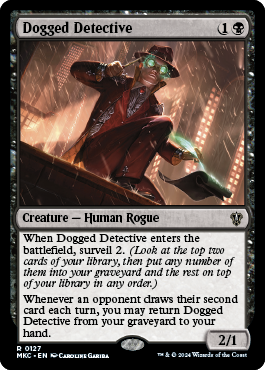 Dogged Detective 1
Creature — Human Rogue
When Dogged Detective enters the
battlefield, surveil 2. (Look at the top two
cards of your library, then put any number of
them into your graveyard and the rest on top
of your library in any order.)
Whenever an opponent draws their second
card each turn, you may return Dogged
Detective from your graveyard to your
hand.
2/1
R 0127
MKC • EN Caroline Gariba
™ & © 2024 Wizards of the Coast